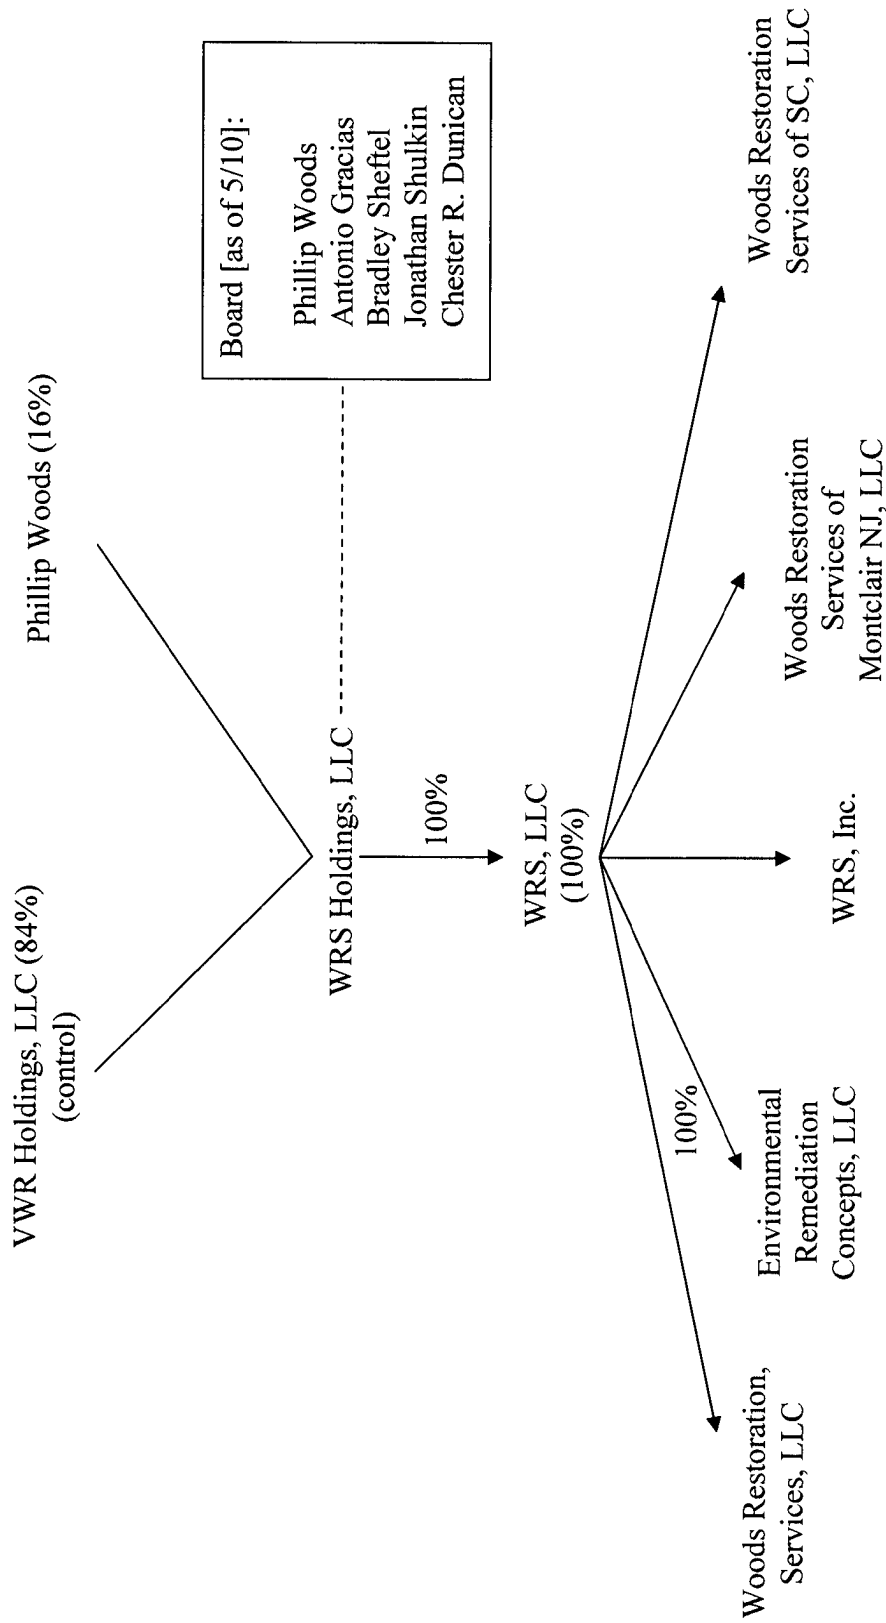 VWR Holdings, LLC (84%)
(control)
Phillip Woods (16%)
WRS Holdings, LLC
Board [as of 5/10]:
Phillip Woods
Antonio Gracias
Bradley Sheftel
Jonathan Shulkin
Chester R. Dunican
100%
WRS, LLC
(100%)
100%
Woods Restoration,
Services, LLC
Environmental
Remediation
Concepts, LLC
WRS, Inc.
Woods Restoration
Services of
Montclair NJ, LLC
Woods Restoration
Services of SC, LLC